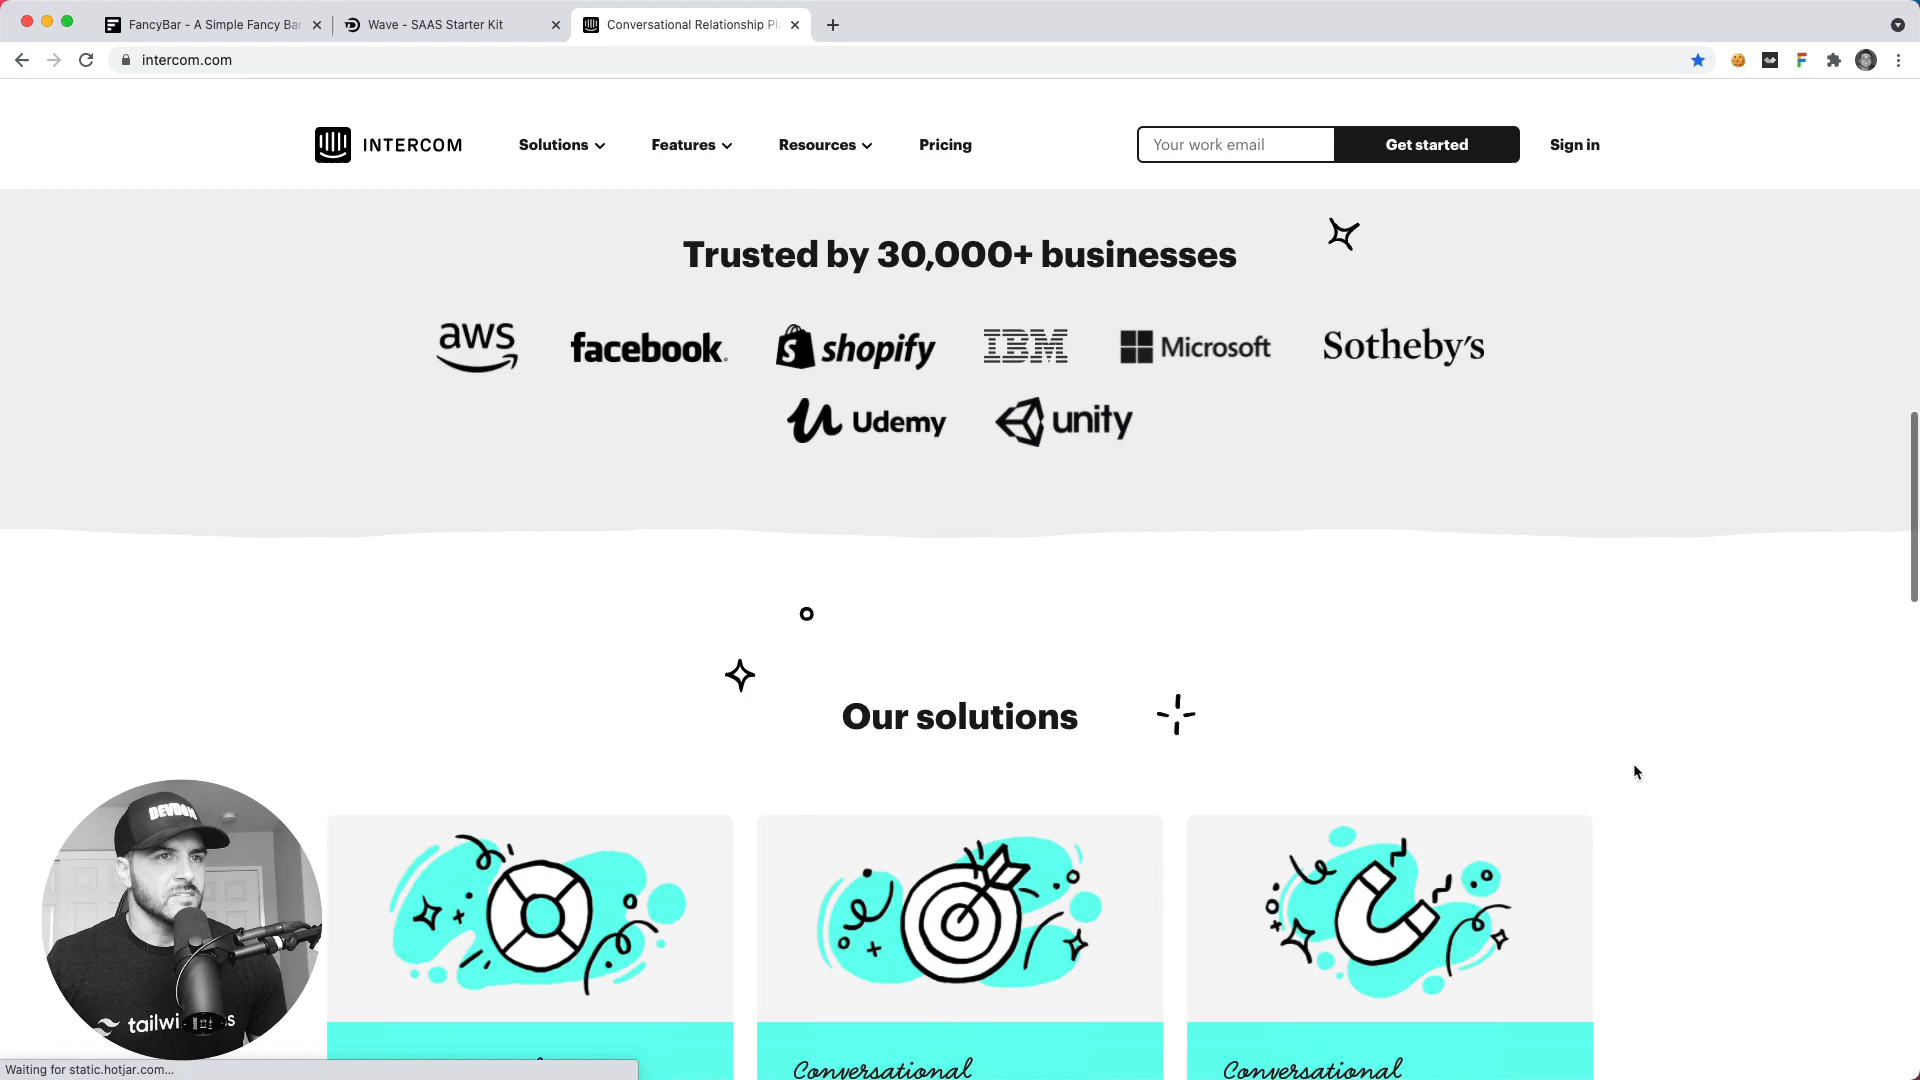 FancyBar - A Simple Fancy Bar
Wave - SAAS Starter Kit
Conversational Relationship Pl
intercom.com
INTERCOM
Solutions
Features
Resources
Pricing
Your work email
Get started
Sign in
Trusted by 30,000+ businesses
aws
facebook.
shopify
IBM
Microsoft
Sotheby's
Udemy
unity
Our solutions
DEVDOJO
tailwi
s
Conversational
Conversational
Waiting for static.hotjar.com...